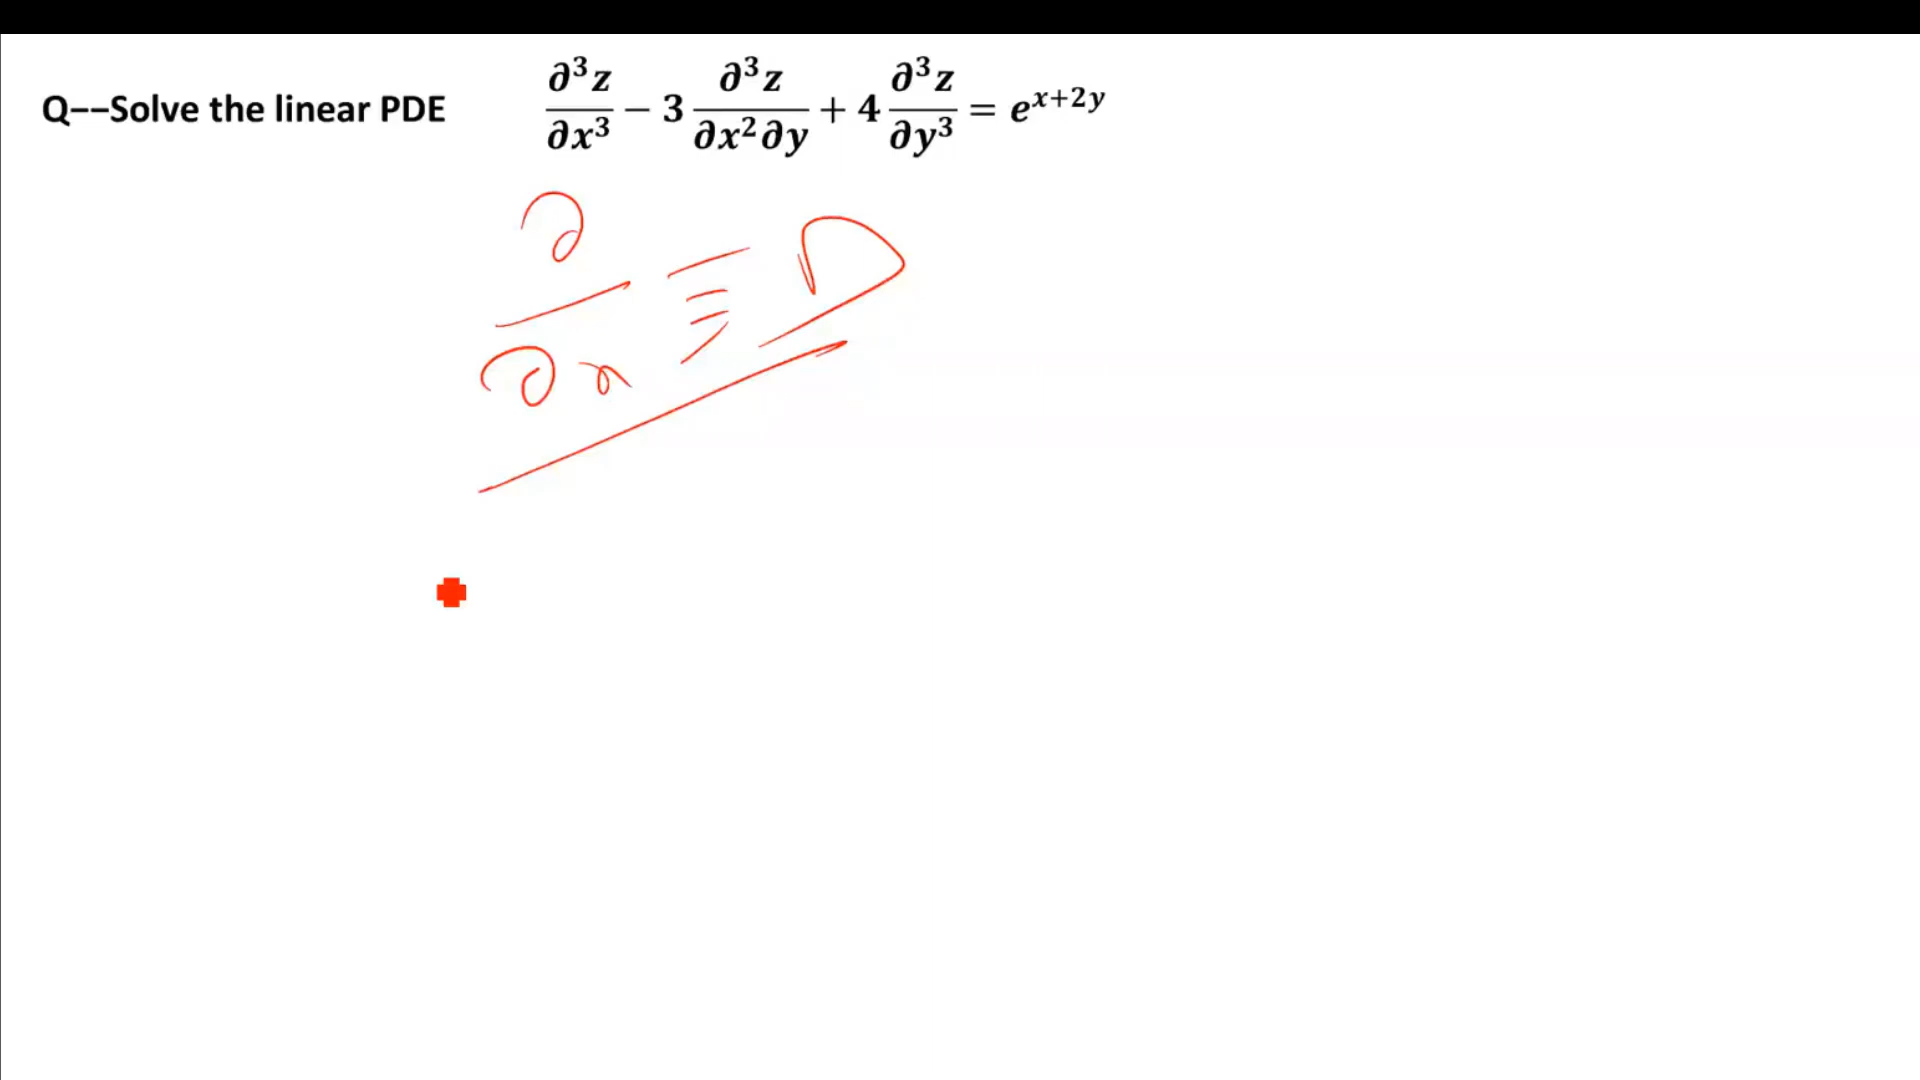 Q––Solve the linear PDE ∂³z/∂x³ − 3 ∂³z/∂x²∂y + 4 ∂³z/∂y³ = e^{x+2y}
∂/∂x ≡ D